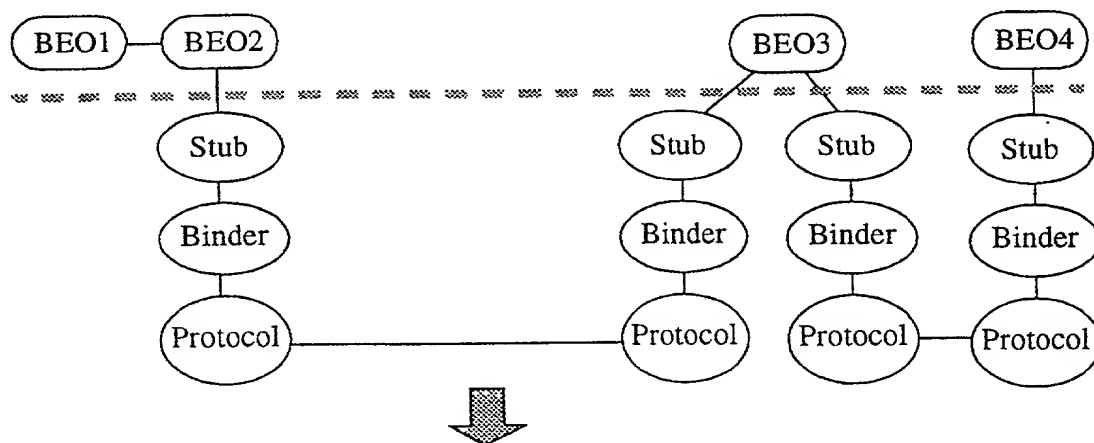 BEO1 BEO2 BEO3 BEO4
Stub Stub Stub Stub
Binder Binder Binder Binder
Protocol Protocol Protocol Protocol